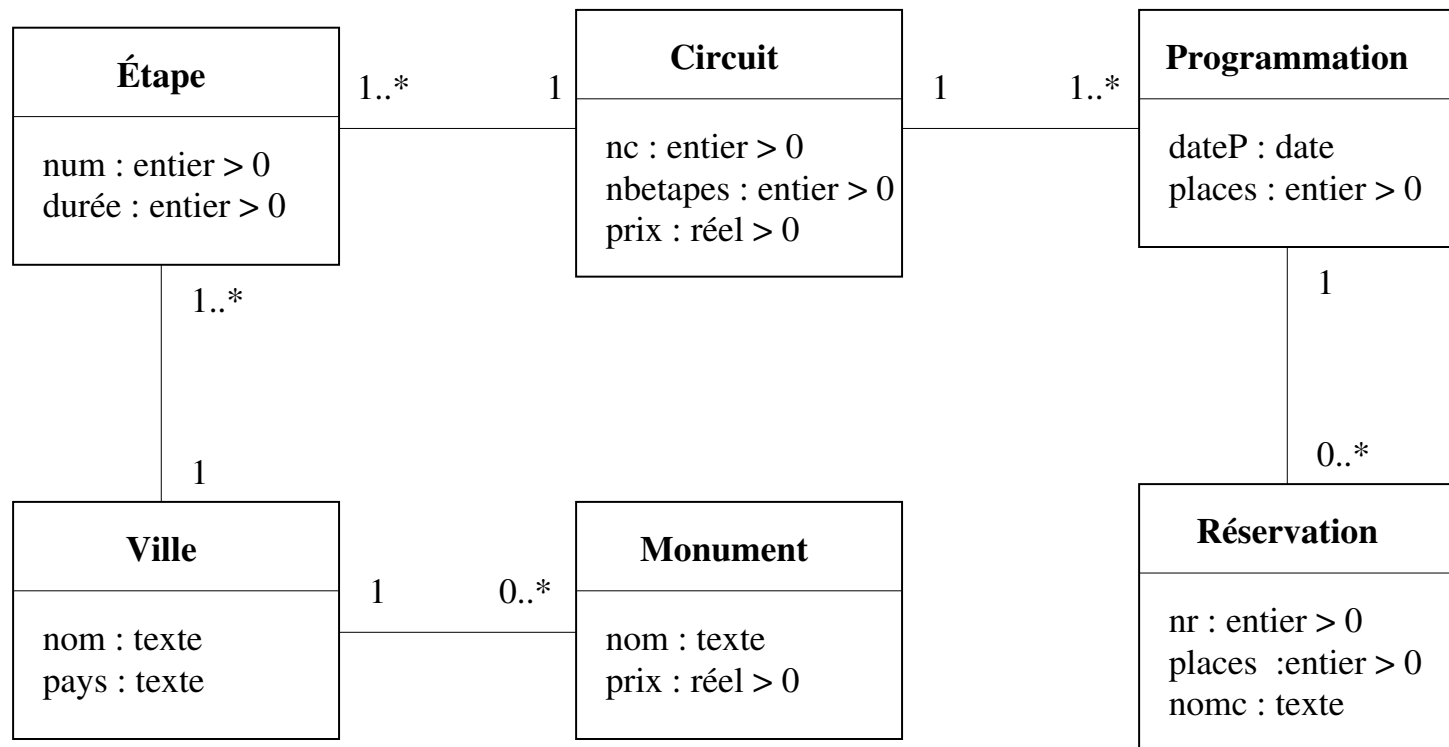 Étape
num : entier > 0
durée : entier > 0
1..*
1
Circuit
nc : entier > 0
nbetapes : entier > 0
prix : réel > 0
1
1..*
Programmation
dateP : date
places : entier > 0
1..*
1
1
0..*
Ville
nom : texte
pays : texte
1
0..*
Monument
nom : texte
prix : réel > 0
Réservation
nr : entier > 0
places :entier > 0
nomc : texte